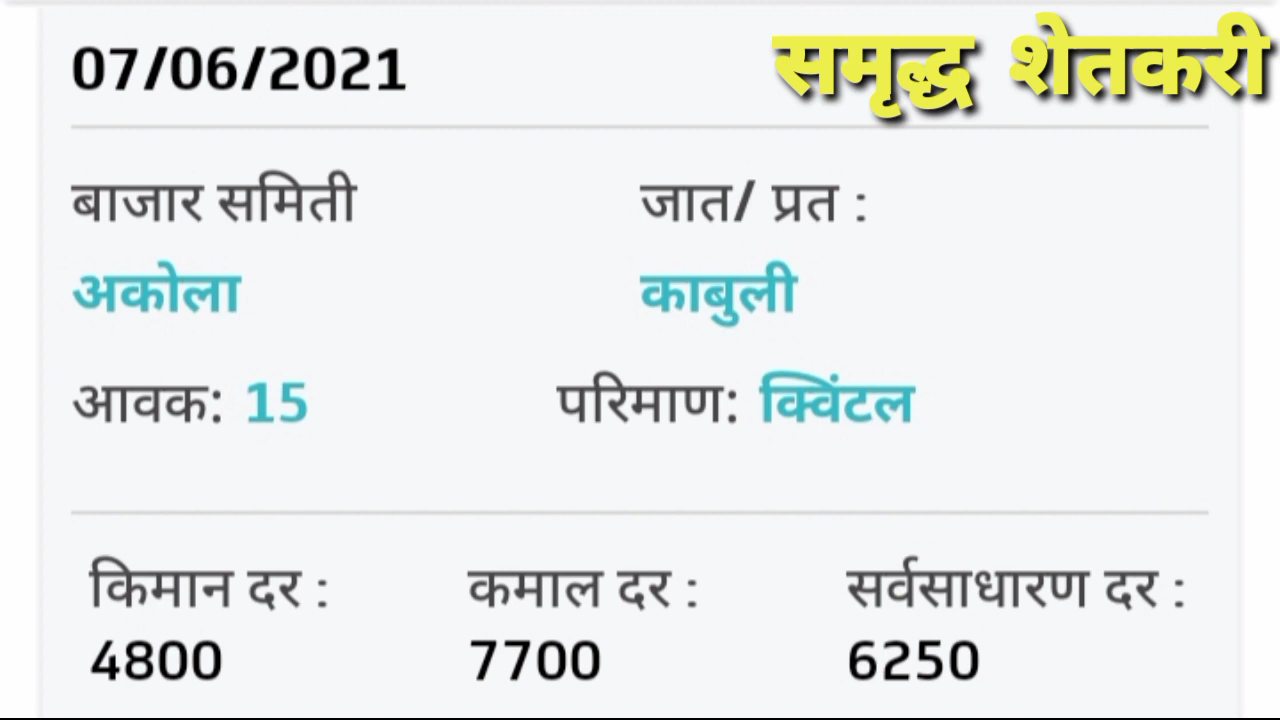 07/06/2021
समृद्ध शेतकरी
बाजार समिती जात/ प्रत :
अकोला काबुली
आवक: 15 परिमाण: क्विंटल
किमान दर : कमाल दर : सर्वसाधारण दर :
4800 7700 6250